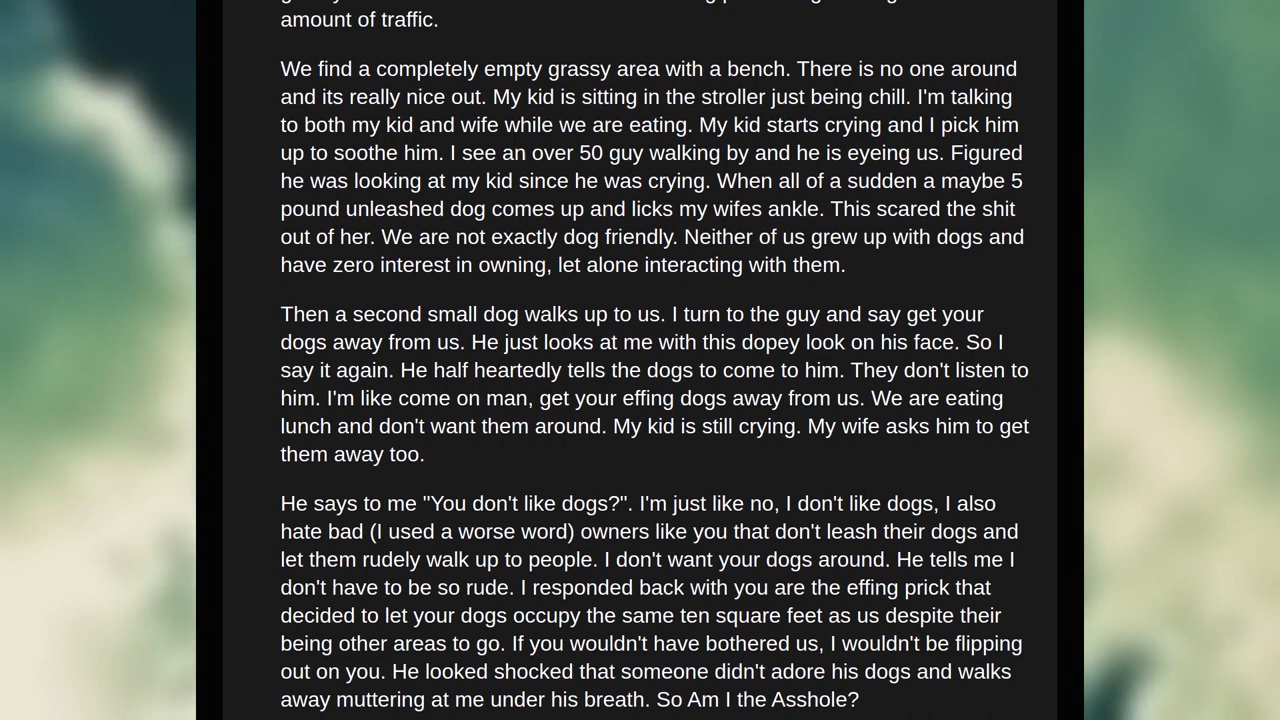 amount of traffic.
We find a completely empty grassy area with a bench. There is no one around
and its really nice out. My kid is sitting in the stroller just being chill. I'm talking
to both my kid and wife while we are eating. My kid starts crying and I pick him
up to soothe him. I see an over 50 guy walking by and he is eyeing us. Figured
he was looking at my kid since he was crying. When all of a sudden a maybe 5
pound unleashed dog comes up and licks my wifes ankle. This scared the shit
out of her. We are not exactly dog friendly. Neither of us grew up with dogs and
have zero interest in owning, let alone interacting with them.
Then a second small dog walks up to us. I turn to the guy and say get your
dogs away from us. He just looks at me with this dopey look on his face. So I
say it again. He half heartedly tells the dogs to come to him. They don't listen to
him. I'm like come on man, get your effing dogs away from us. We are eating
lunch and don't want them around. My kid is still crying. My wife asks him to get
them away too.
He says to me "You don't like dogs?". I'm just like no, I don't like dogs, I also
hate bad (I used a worse word) owners like you that don't leash their dogs and
let them rudely walk up to people. I don't want your dogs around. He tells me I
don't have to be so rude. I responded back with you are the effing prick that
decided to let your dogs occupy the same ten square feet as us despite their
being other areas to go. If you wouldn't have bothered us, I wouldn't be flipping
out on you. He looked shocked that someone didn't adore his dogs and walks
away muttering at me under his breath. So Am I the Asshole?